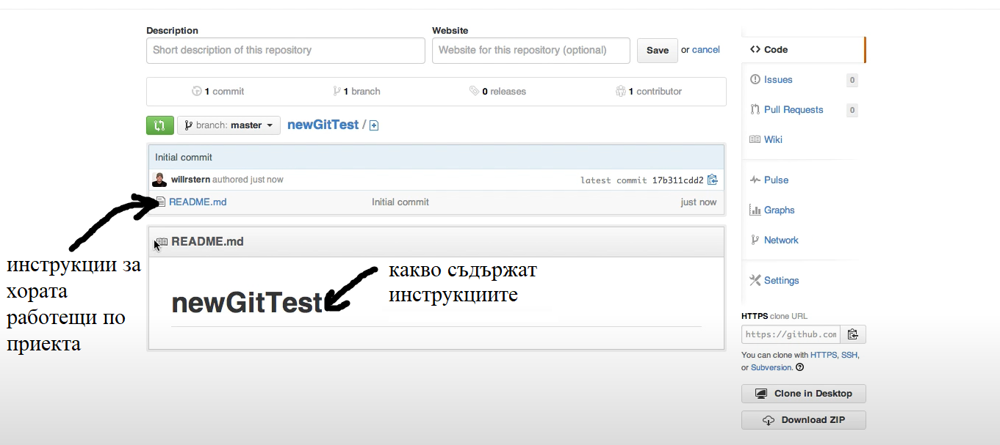 Description
Website
Short description of this repository
Website for this repository (optional)
Save or cancel
1 commit
1 branch
0 releases
1 contributor
branch: master
newGitTest /
Initial commit
willrstern authored just now
latest commit 17b311cdd2
README.md
Initial commit
just now
README.md
newGitTest
инструкции за
хората
работещи по
приекта
какво съдържат
инструкциите
Code
Issues 0
Pull Requests 0
Wiki
Pulse
Graphs
Network
Settings
HTTPS clone URL
https://github.com
You can clone with HTTPS, SSH,
or Subversion.
Clone in Desktop
Download ZIP